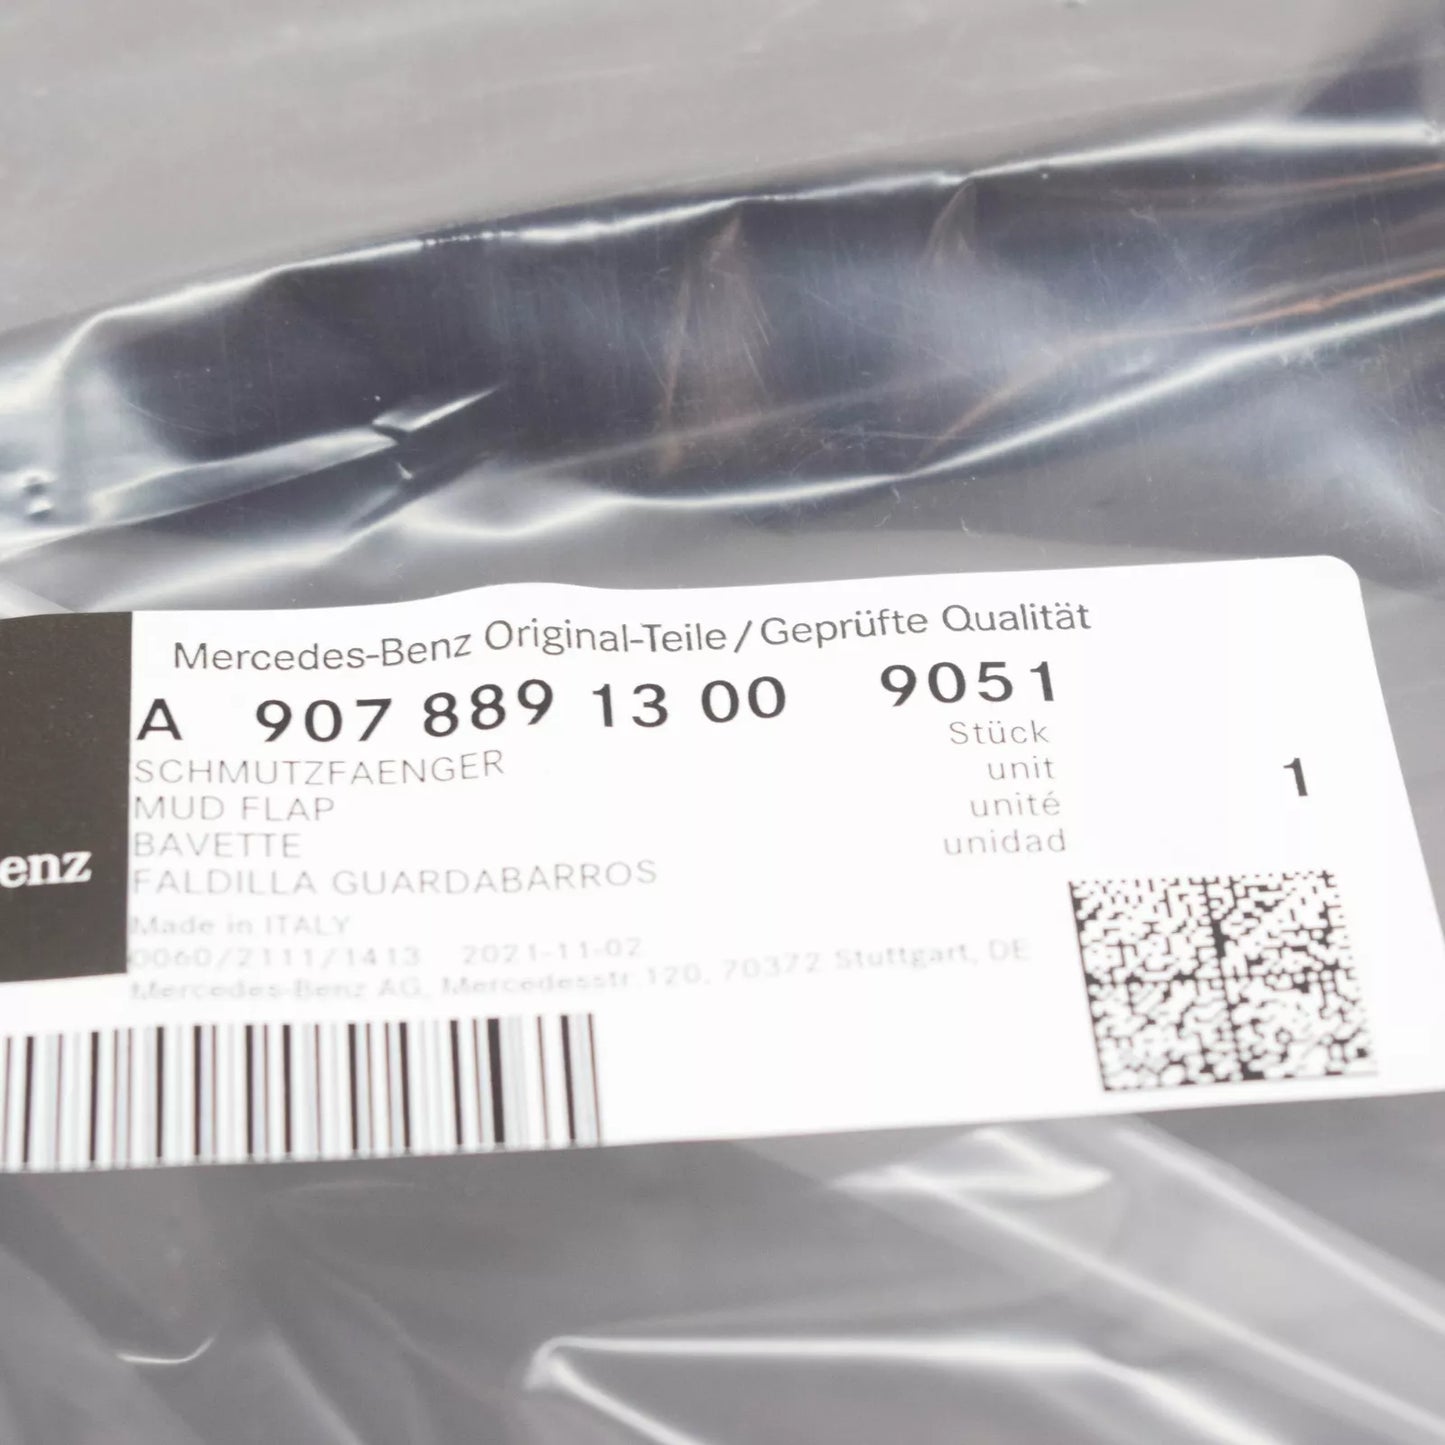 Mercedes-Benz Original-Teile / Geprüfte Qualität
A 907 889 13 00 9051
SCHMUTZFAENGER
MUD FLAP
BAVETTE
FALDILLA GUARDABARROS
Stück
unit
unité
unidad
1
enz
Made in ITALY
0060/2111/1413 2021-11-02
Mercedes-Benz AG, Mercedesstr.120, 70372 Stuttgart, DE